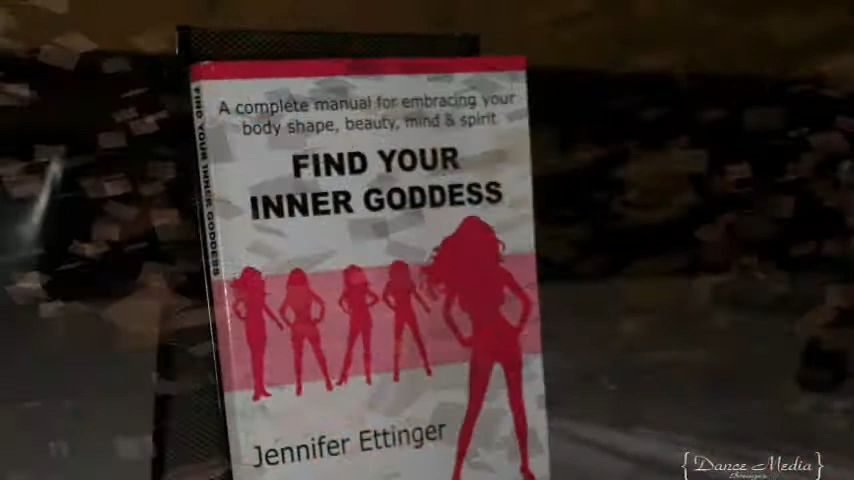 A complete manual for embracing your
body shape, beauty, mind & spirit
FIND YOUR
INNER GODDESS
Jennifer Ettinger
FIND YOUR INNER GODDESS
{Dance Media}